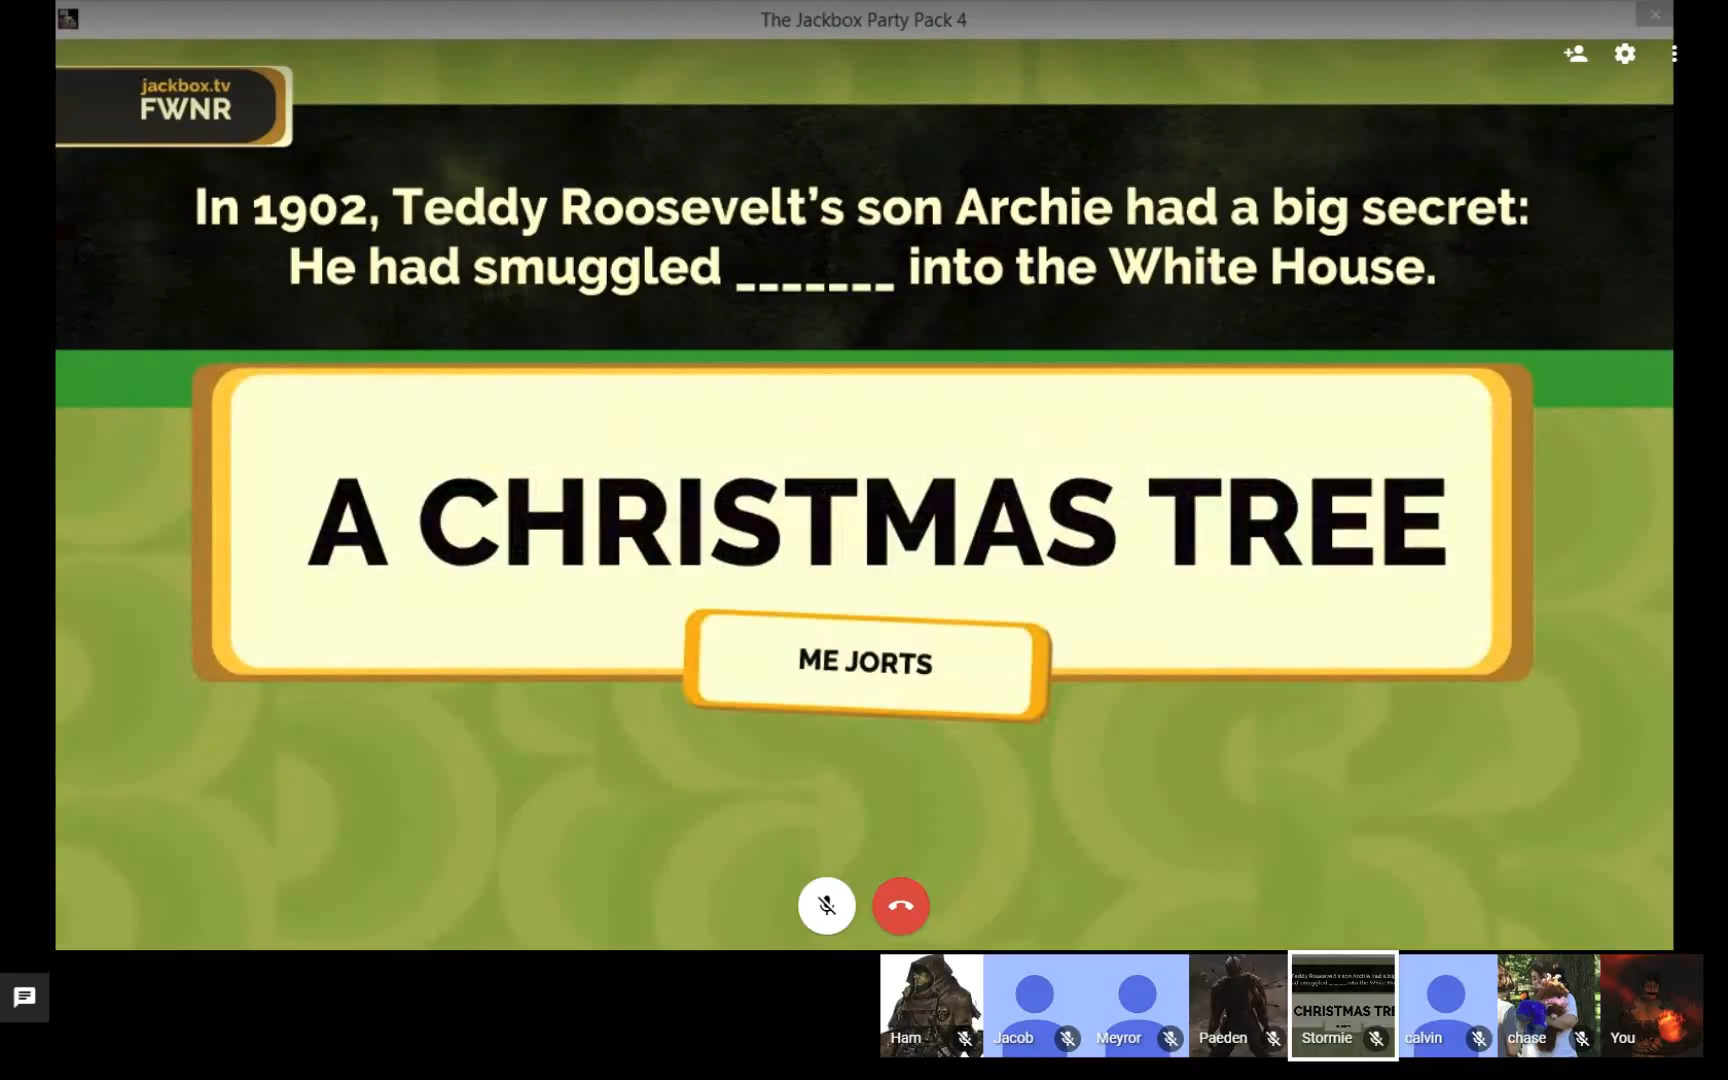 The Jackbox Party Pack 4
jackbox.tv
FWNR
In 1902, Teddy Roosevelt’s son Archie had a big secret:
He had smuggled _______ into the White House.
A CHRISTMAS TREE
ME JORTS
CHRISTMAS TRE
Ham
Jacob
Meyror
Paeden
Stormie
calvin
chase
You